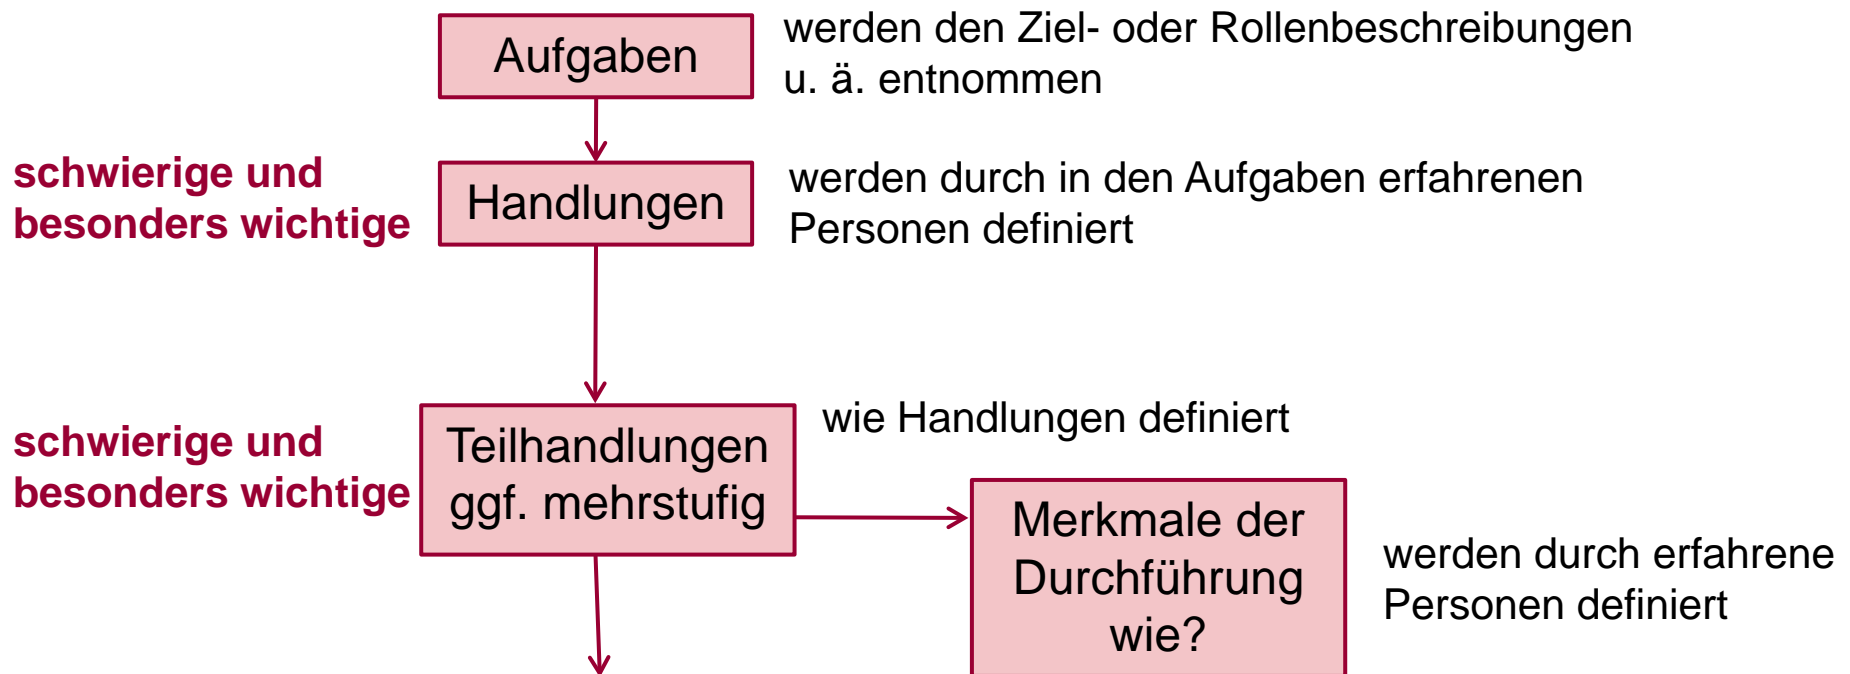 Aufgaben
werden den Ziel- oder Rollenbeschreibungen
u. ä. entnommen
schwierige und
besonders wichtige
Handlungen
werden durch in den Aufgaben erfahrenen
Personen definiert
schwierige und
besonders wichtige
Teilhandlungen
ggf. mehrstufig
wie Handlungen definiert
Merkmale der
Durchführung
wie?
werden durch erfahrene
Personen definiert